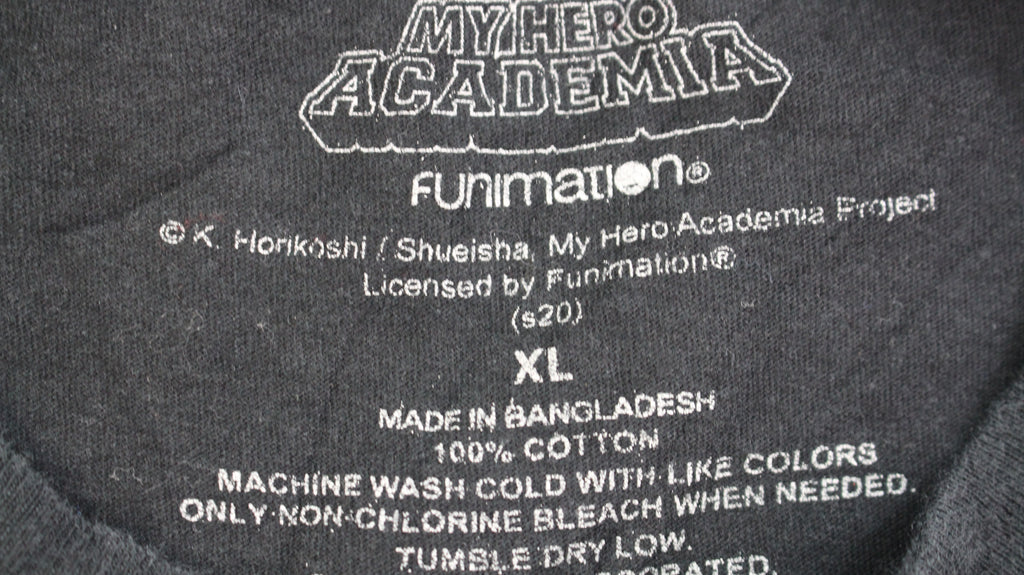 MY HERO
ACADEMIA
FUNimaTiOn®
© K. Horikoshi / Shueisha, My Hero Academia Project
Licensed by Funimation®
(s20)
XL
MADE IN BANGLADESH
100% COTTON
MACHINE WASH COLD WITH LIKE COLORS
ONLY NON-CHLORINE BLEACH WHEN NEEDED.
TUMBLE DRY LOW.